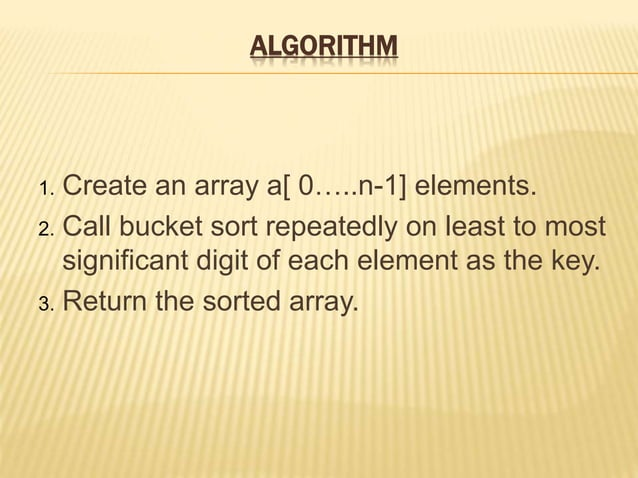 ALGORITHM
1. Create an array a[ 0…..n-1] elements.
2. Call bucket sort repeatedly on least to most
significant digit of each element as the key.
3. Return the sorted array.